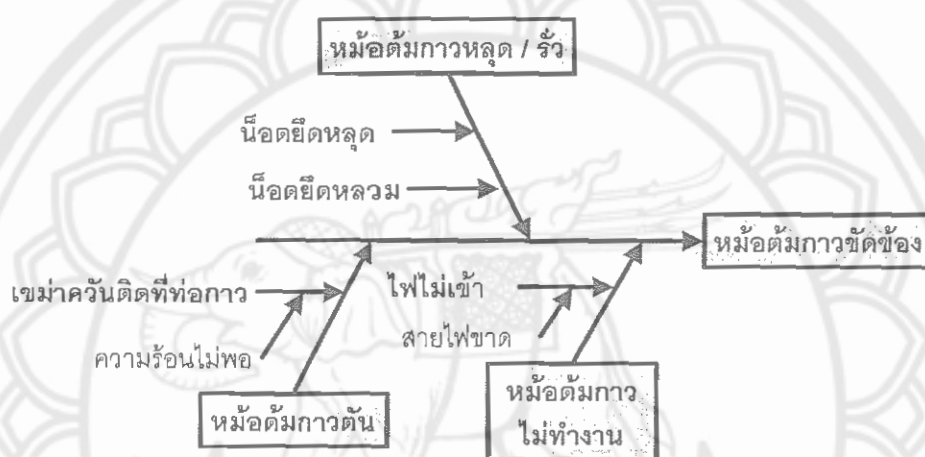 หม้อต้มกาวหลุด / รั่ว
น็อดยึดหลุด
น็อดยึดหลวม
หม้อต้มกาวขัดข้อง
เขม่าควันติดที่ท่อกาว
ไฟไม่เข้า
สายไฟขาด
ความร้อนไม่พอ
หม้อต้มกาวตัน
หม้อต้มกาว
ไม่ทำงาน